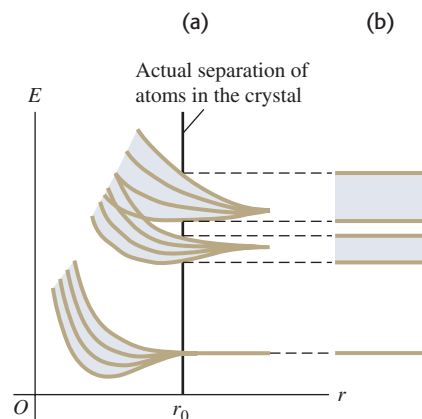 (a)
(b)
Actual separation of
atoms in the crystal
E
O
r₀
r